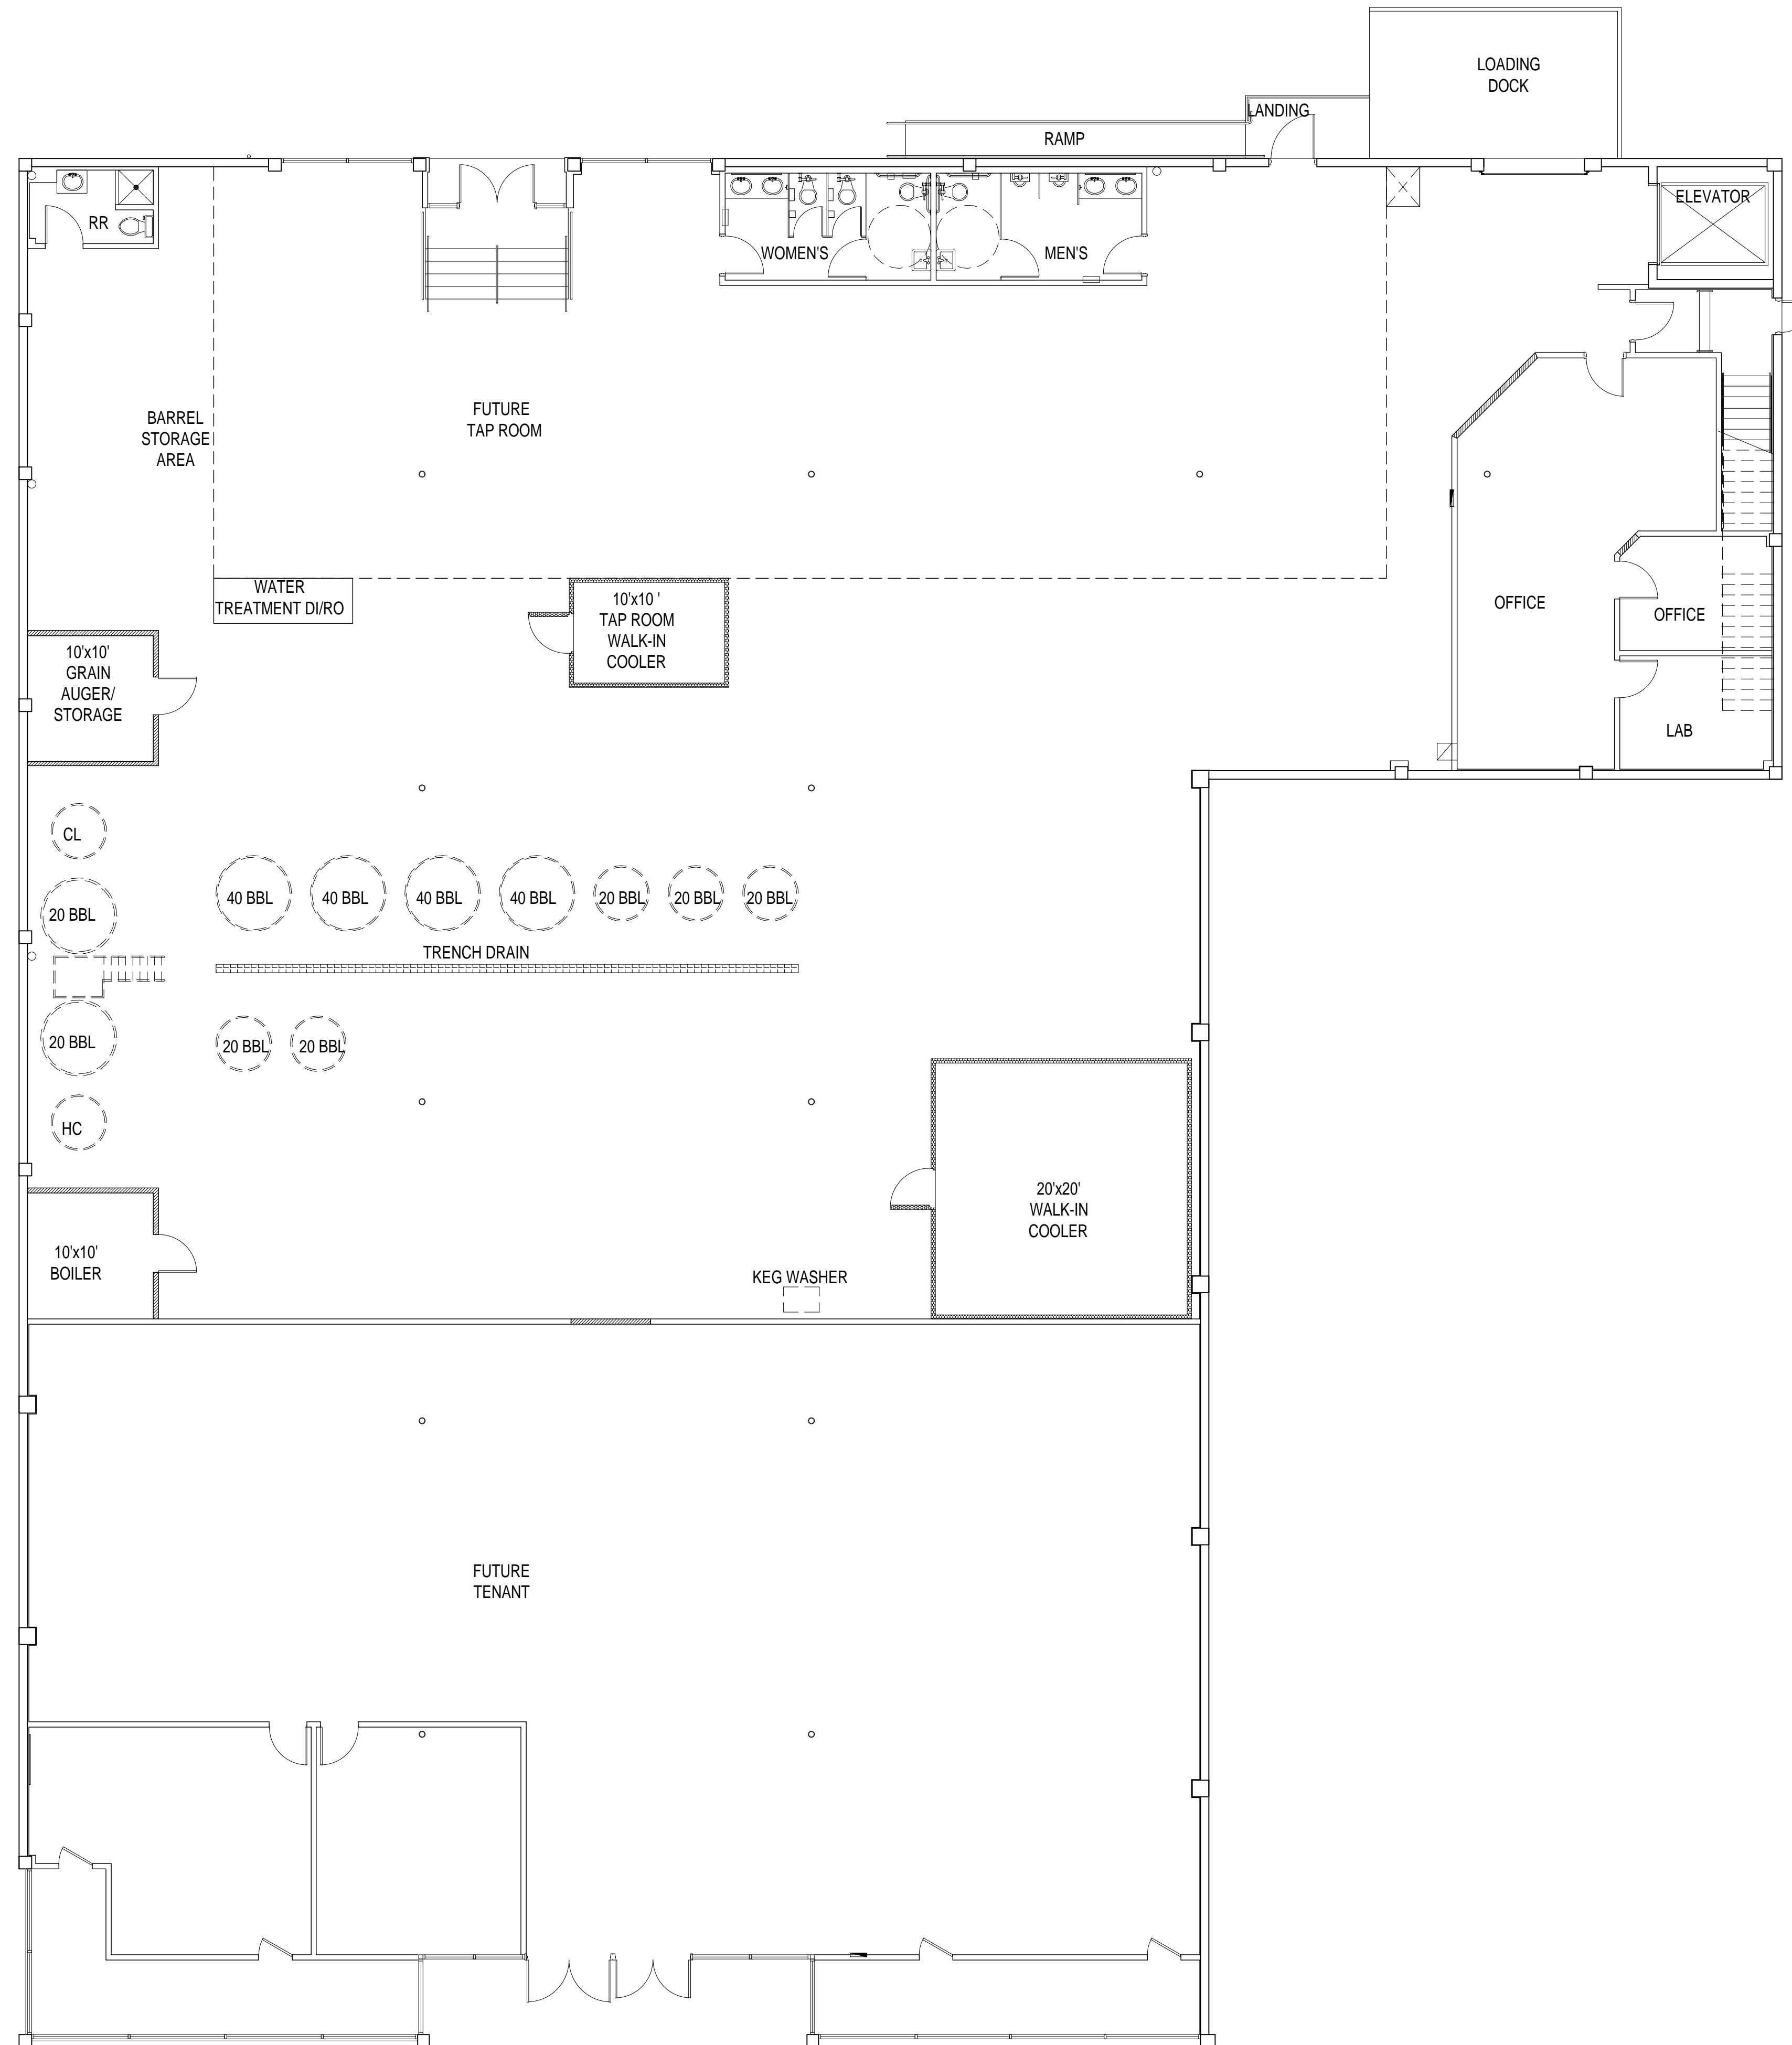 LOADING
DOCK
LANDING
RAMP
ELEVATOR
RR
WOMEN'S
MEN'S
BARREL
STORAGE
AREA
FUTURE
TAP ROOM
WATER
TREATMENT DI/RO
10'x10 '
TAP ROOM
WALK-IN
COOLER
OFFICE
OFFICE
10'x10'
GRAIN
AUGER/
STORAGE
LAB
CL
20 BBL
40 BBL
40 BBL
40 BBL
40 BBL
20 BBL
20 BBL
20 BBL
TRENCH DRAIN
20 BBL
20 BBL
20 BBL
HC
20'x20'
WALK-IN
COOLER
10'x10'
BOILER
KEG WASHER
FUTURE
TENANT